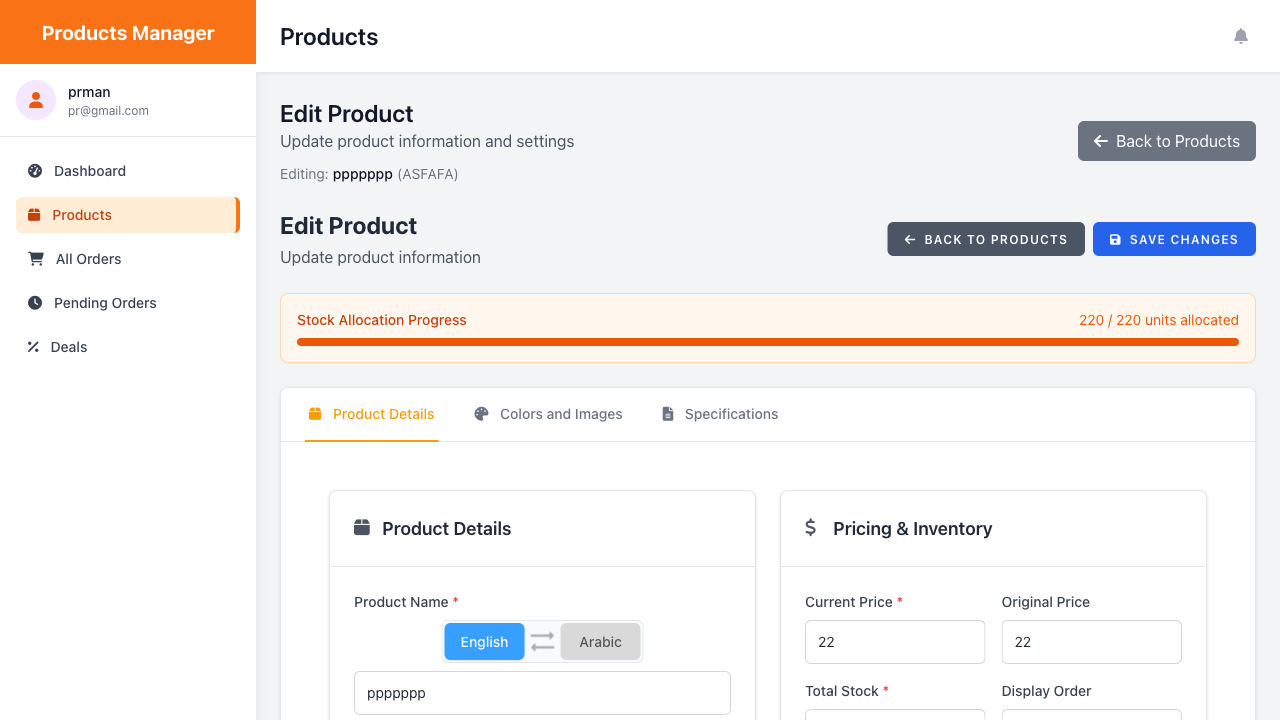 Products Manager
Products
prman
pr@gmail.com
Dashboard
Products
All Orders
Pending Orders
Deals
Edit Product
Update product information and settings
Editing: ppppppp (ASFAFA)
Back to Products
Edit Product
Update product information
BACK TO PRODUCTS
SAVE CHANGES
Stock Allocation Progress
220 / 220 units allocated
Product Details
Colors and Images
Specifications
Product Details
Product Name *
English
Arabic
ppppppp
Pricing & Inventory
Current Price *
Original Price
22
22
Total Stock *
Display Order